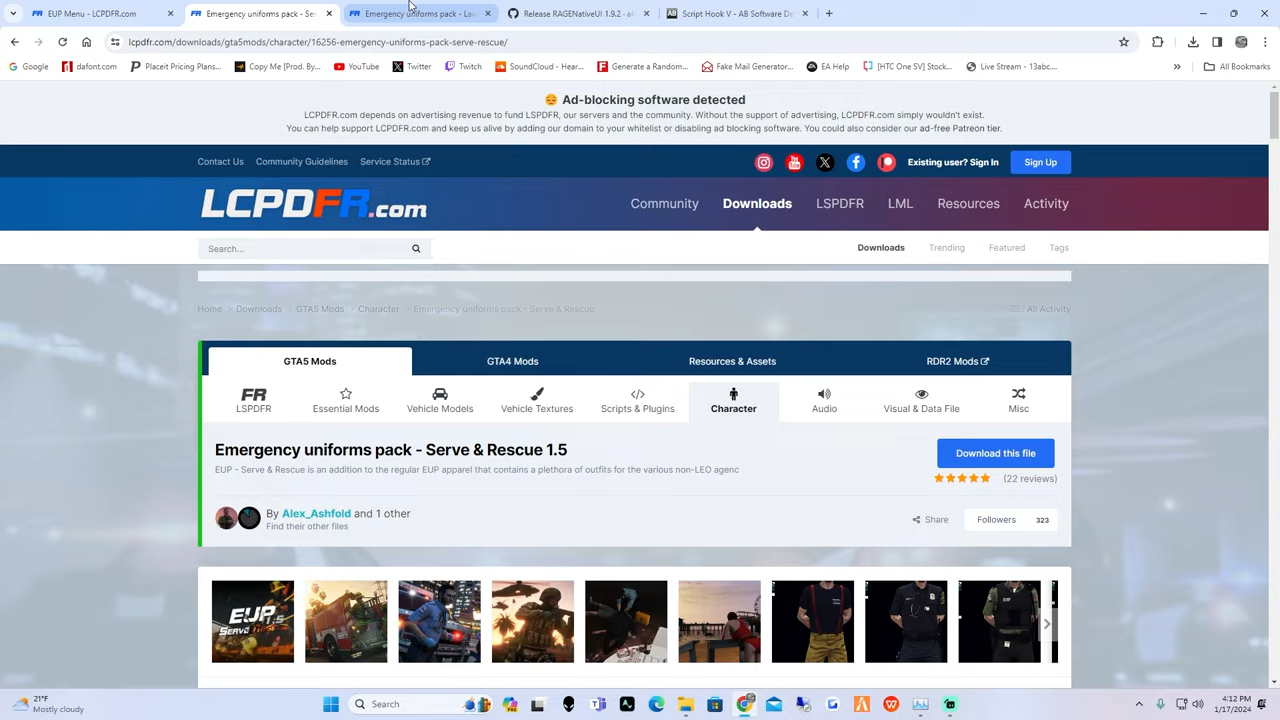 EUP Menu - LCPDFR.com
Emergency uniforms pack - Ser
Emergency uniforms pack - La
Release RAGENativeUI 1.9.2 · al
Script Hook V - AB Software De
lcpdfr.com/downloads/gta5mods/character/16256-emergency-uniforms-pack-serve-rescue/
Google
dafont.com
Placeit Pricing Plans...
Copy Me [Prod. By...
YouTube
Twitter
Twitch
SoundCloud - Hear...
Generate a Random...
Fake Mail Generator...
EA Help
[HTC One SV] Stock...
Live Stream - 13abc...
»
All Bookmarks
Ad-blocking software detected
LCPDFR.com depends on advertising revenue to fund LSPDFR, our servers and the community. Without the support of advertising, LCPDFR.com simply wouldn't exist.
You can help support LCPDFR.com and keep us alive by adding our domain to your whitelist or disabling ad blocking software. You could also consider our ad-free Patreon tier.
Contact Us Community Guidelines Service Status
Existing user? Sign In Sign Up
LCPDFR.com
Community Downloads LSPDFR LML Resources Activity
Search...
Downloads Trending Featured Tags
Home Downloads GTA5 Mods Character Emergency uniforms pack - Serve & Rescue
All Activity
GTA5 Mods GTA4 Mods Resources & Assets RDR2 Mods
FR
LSPDFR Essential Mods Vehicle Models Vehicle Textures Scripts & Plugins Character Audio Visual & Data File Misc
Emergency uniforms pack - Serve & Rescue 1.5
Download this file
EUP - Serve & Rescue is an addition to the regular EUP apparel that contains a plethora of outfits for the various non-LEO agenc
(22 reviews)
By Alex_Ashfold and 1 other
Find their other files
Share Followers 323
EUP 1.5
21°F
Mostly cloudy
Search
4:12 PM
1/17/2024